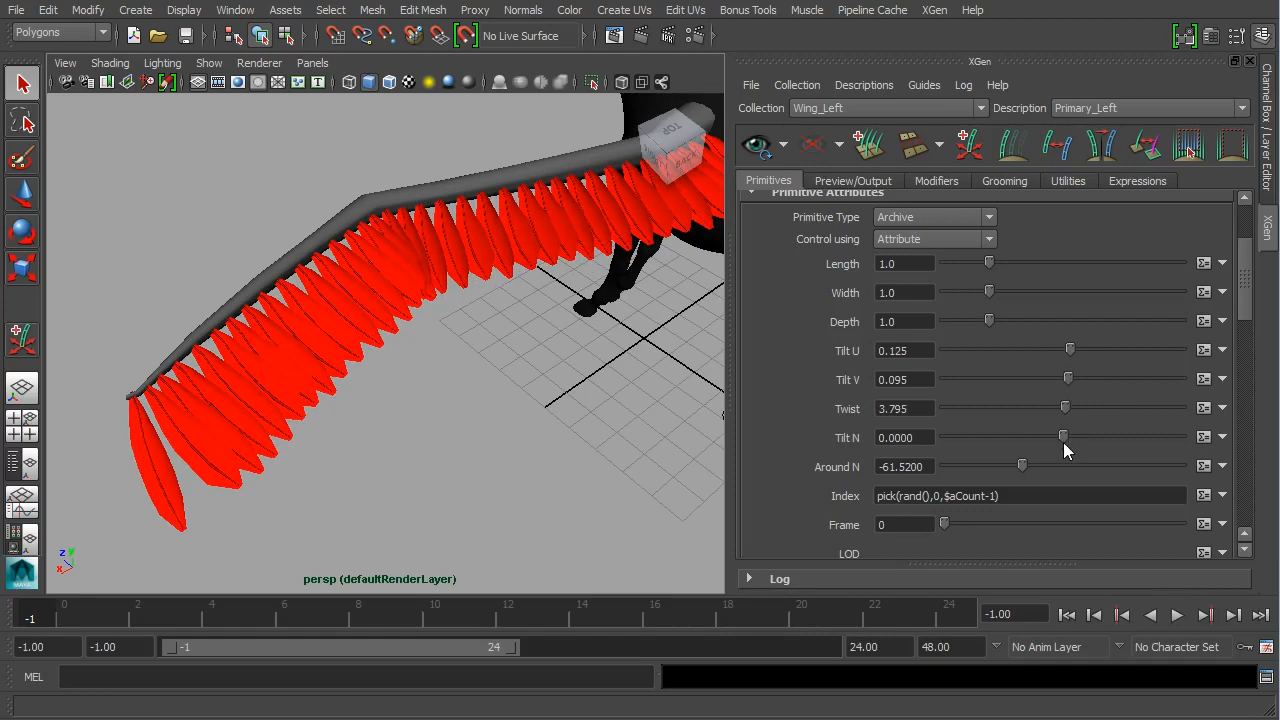 File Edit Modify Create Display Window Assets Select Mesh Edit Mesh Proxy Normals Color Create UVs Edit UVs Bonus Tools Muscle Pipeline Cache XGen Help
Polygons No Live Surface
View Shading Lighting Show Renderer Panels
XGen
File Collection Descriptions Guides Log Help
Collection Wing_Left Description Primary_Left
Primitives Preview/Output Modifiers Grooming Utilities Expressions
Primitive Attributes
Primitive Type Archive
Control using Attribute
Length 1.0
Width 1.0
Depth 1.0
Tilt U 0.125
Tilt V 0.095
Twist 3.795
Tilt N 0.0000
Around N -61.5200
Index pick(rand(),0,$aCount-1)
Frame 0
LOD
Log
Channel Box / Layer Editor
XGen
TOP
BACK
z y
x
persp (defaultRenderLayer)
-1 0 2 4 6 8 10 12 14 16 18 20 22 24 -1.00
-1.00 -1.00 -1 24 24.00 48.00 No Anim Layer No Character Set
MEL